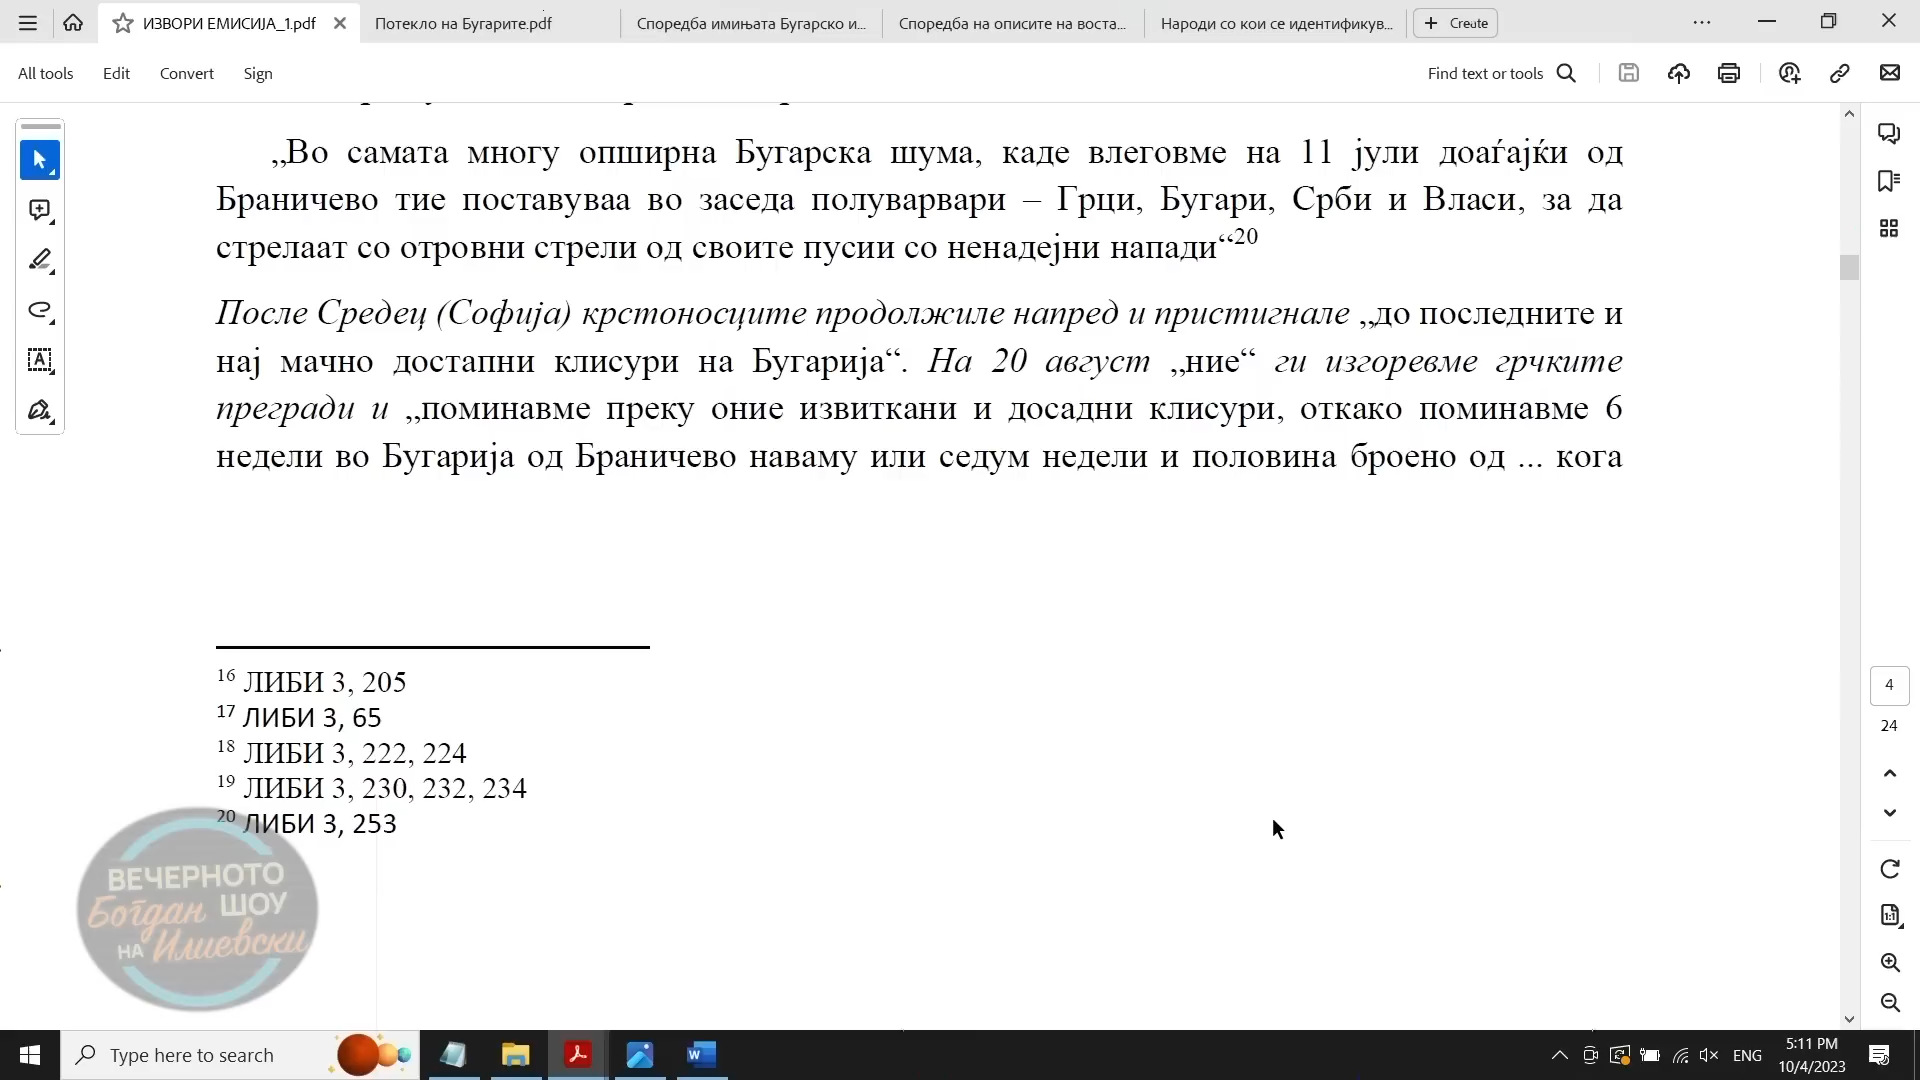 ИЗВОРИ ЕМИСИЈА_1.pdf
Потекло на Бугарите.pdf
Споредба имињата Бугарско и...
Споредба на описите на воста...
Народи со кои се идентификув...
Create
All tools
Edit
Convert
Sign
Find text or tools
„Во самата многу опширна Бугарска шума, каде влеговме на 11 јули доаѓајќи од
Браничево тие поставуваа во заседа полуварвари – Грци, Бугари, Срби и Власи, за да
стрелаат со отровни стрели од своите пусии со ненадејни напади“20
После Средец (Софија) крстоносците продолжиле напред и пристигнале „до последните и
нај мачно достапни клисури на Бугарија“. На 20 август „ние“ ги изгоревме грчките
прегради и „поминавме преку оние извиткани и досадни клисури, откако поминавме 6
недели во Бугарија од Браничево наваму или седум недели и половина броено од ... кога
16 ЛИБИ 3, 205
17 ЛИБИ 3, 65
18 ЛИБИ 3, 222, 224
19 ЛИБИ 3, 230, 232, 234
20 ЛИБИ 3, 253
ВЕЧЕРНОТО
ШОУ
НА Богдан Илиевски
4
24
Type here to search
ENG
5:11 PM
10/4/2023